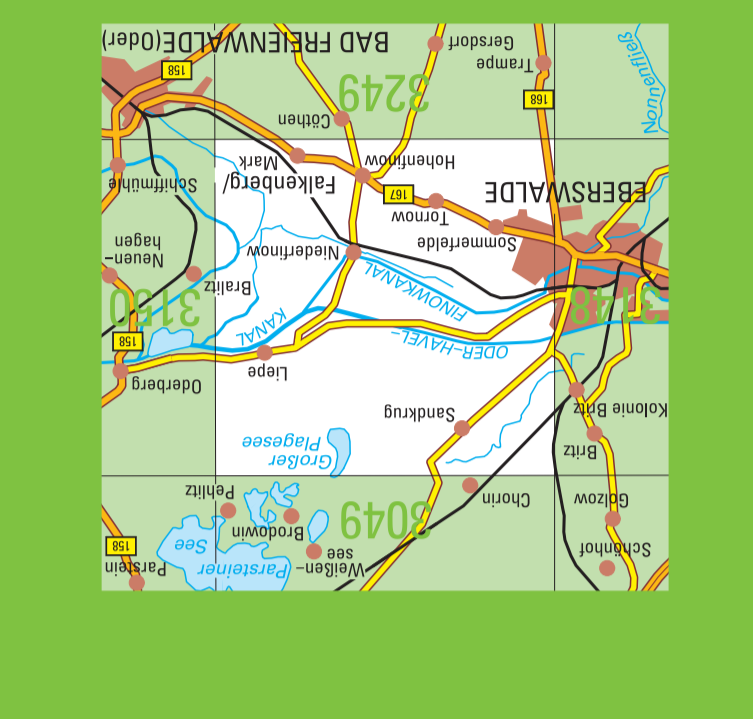 Schönhof
Weißen-
see
Parsteiner
See
Parstein
158
Golzow
Chorin
3049
Brodowin
Pehlitz
Britz
Kolonie Britz
Sandkrug
Großer
Plagesee
Liepe
Oderberg
ODER-HAVEL-
KANAL
158
3148
FINOWKANAL
3150
Bralitz
Neuen-
hagen
Niederfinow
Sommerfelde
EBERSWALDE
Tornow
167
Hohenfinow
Falkenberg/
Mark
Schiffmühle
Nonnenfließ
168
Cöthen
3249
Trampe
Gersdorf
158
BAD FREIENWALDE(Oder)